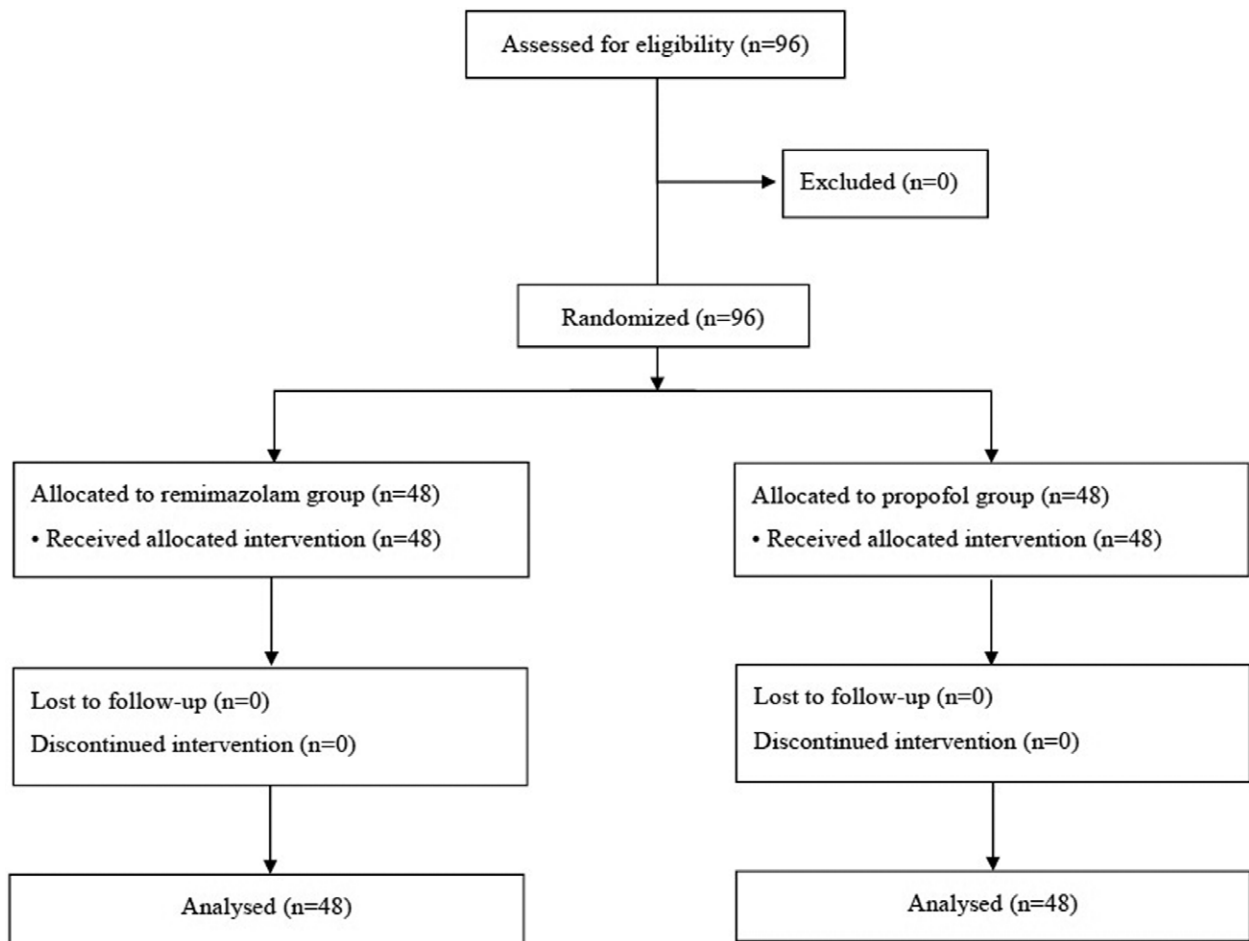 Assessed for eligibility (n=96)
Excluded (n=0)
Randomized (n=96)
Allocated to remimazolam group (n=48)
• Received allocated intervention (n=48)
Allocated to propofol group (n=48)
• Received allocated intervention (n=48)
Lost to follow-up (n=0)
Discontinued intervention (n=0)
Lost to follow-up (n=0)
Discontinued intervention (n=0)
Analysed (n=48)
Analysed (n=48)